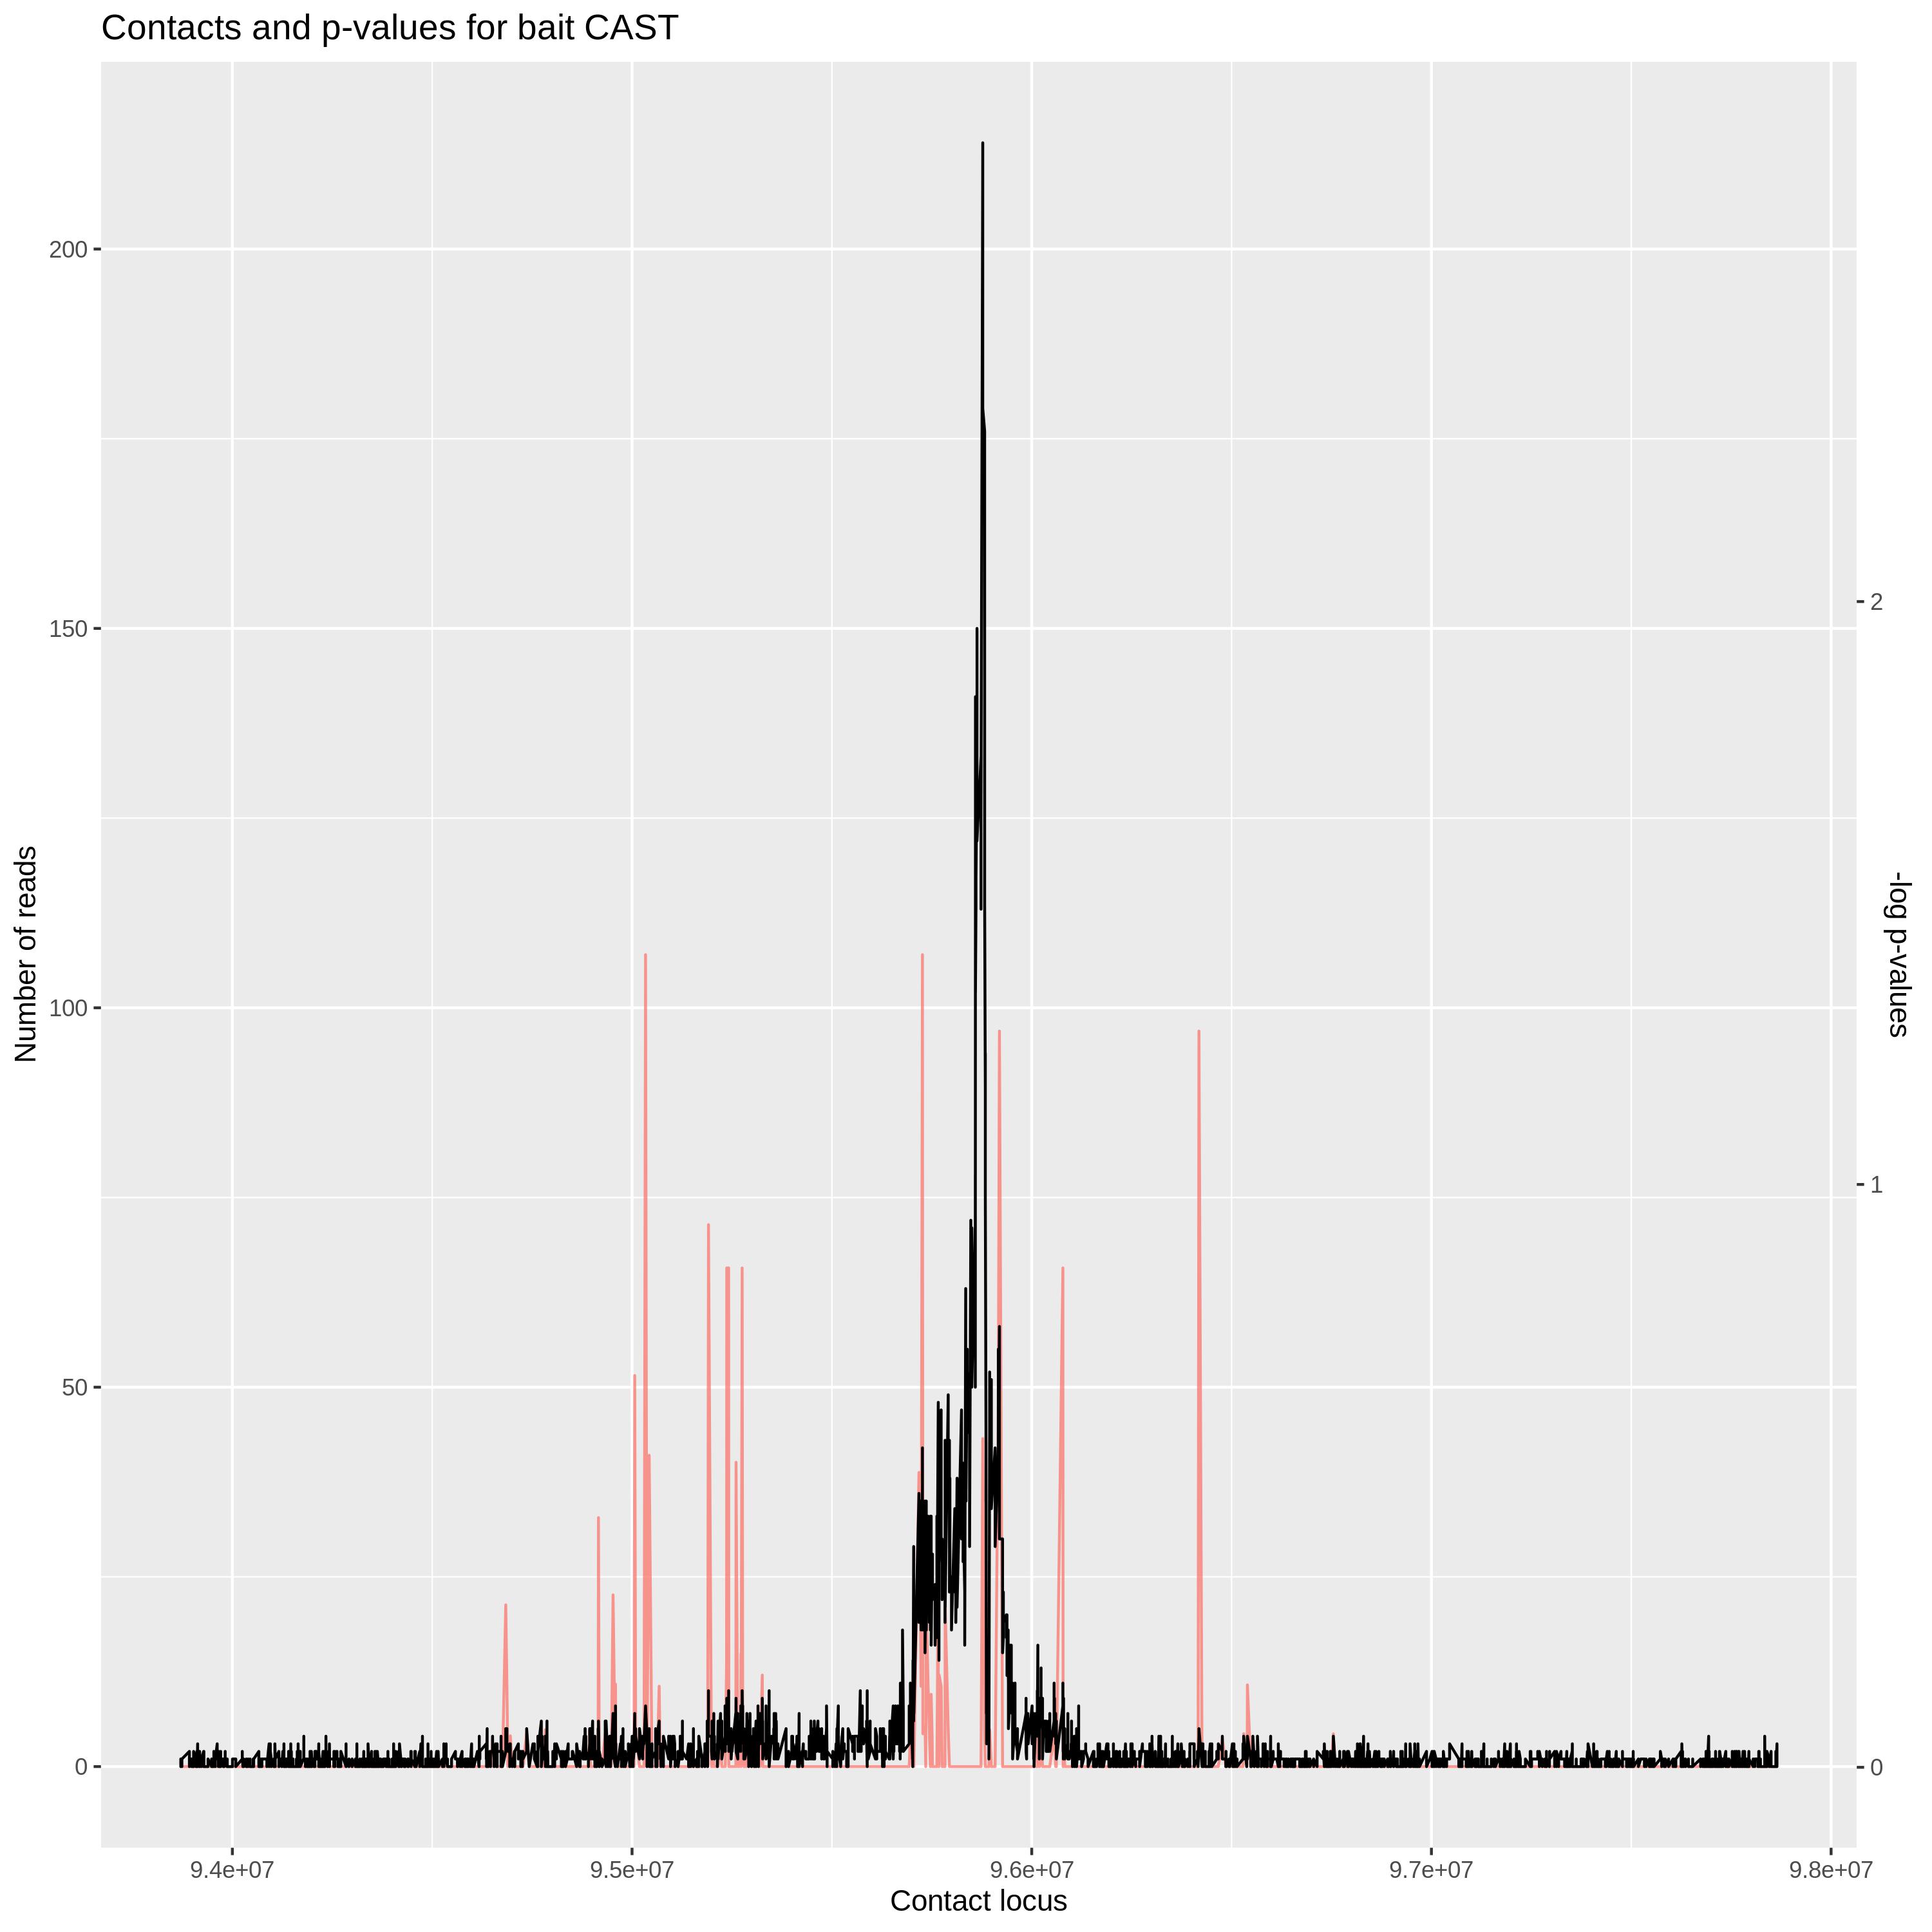 Contacts and p-values for bait CAST
Number of reads
200
150
100
50
0
2
1
0
-log p-values
9.4e+07
9.5e+07
9.6e+07
9.7e+07
9.8e+07
Contact locus